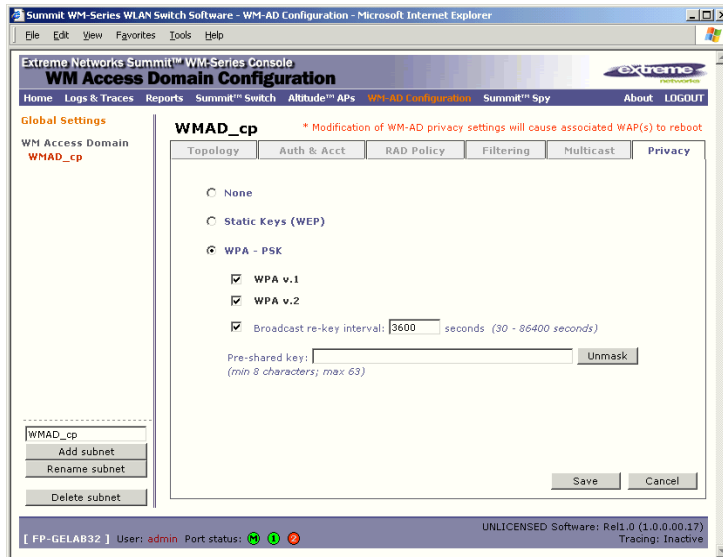 Summit WM-Series WLAN Switch Software - WM-AD Configuration - Microsoft Internet Explorer
File Edit View Favorites Tools Help
Extreme Networks Summit™ WM-Series Console
WM Access Domain Configuration
extreme
networks
Home Logs & Traces Reports Summit™ Switch Altitude™ APs WM-AD Configuration Summit™ Spy About LOGOUT
Global Settings
WM Access Domain
WMAD_cp
WMAD_cp * Modification of WM-AD privacy settings will cause associated WAP(s) to reboot
Topology Auth & Acct RAD Policy Filtering Multicast Privacy
None
Static Keys (WEP)
WPA - PSK
WPA v.1
WPA v.2
Broadcast re-key interval: 3600 seconds (30 - 86400 seconds)
Pre-shared key: Unmask
(min 8 characters; max 63)
WMAD_cp
Add subnet
Rename subnet
Delete subnet
Save Cancel
[ FP-GELAB32 ] User: admin Port status: M 1 2
UNLICENSED Software: Rel1.0 (1.0.0.00.17)
Tracing: Inactive